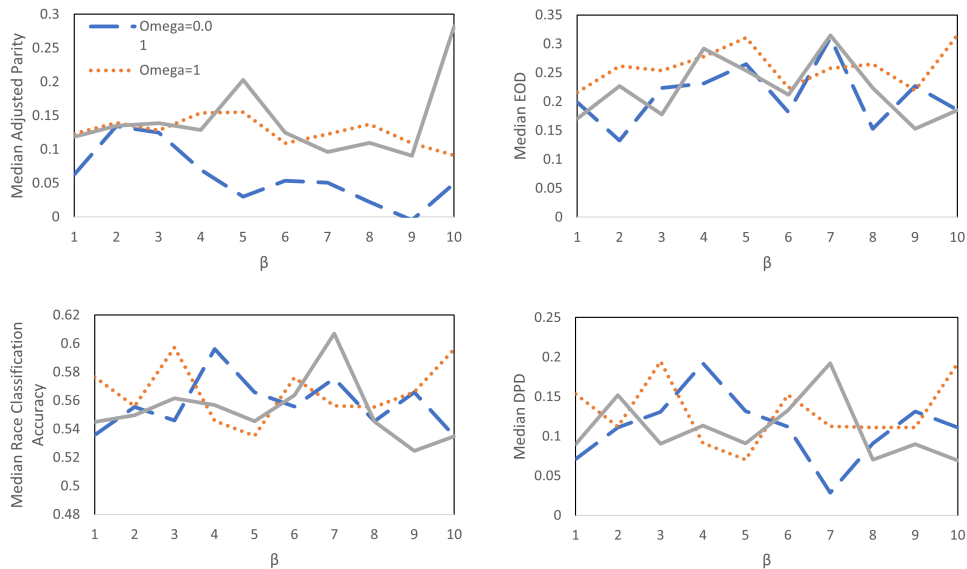 0.3
0.25
0.2
0.15
0.1
0.05
0
Median Adjusted Parity
Omega=0.0
1
Omega=1
1 2 3 4 5 6 7 8 9 10
β
0.35
0.3
0.25
0.2
0.15
0.1
0.05
0
Median EOD
1 2 3 4 5 6 7 8 9 10
β
0.62
0.6
0.58
0.56
0.54
0.52
0.5
0.48
Median Race Classification
Accuracy
1 2 3 4 5 6 7 8 9 10
β
0.25
0.2
0.15
0.1
0.05
0
Median DPD
1 2 3 4 5 6 7 8 9 10
β